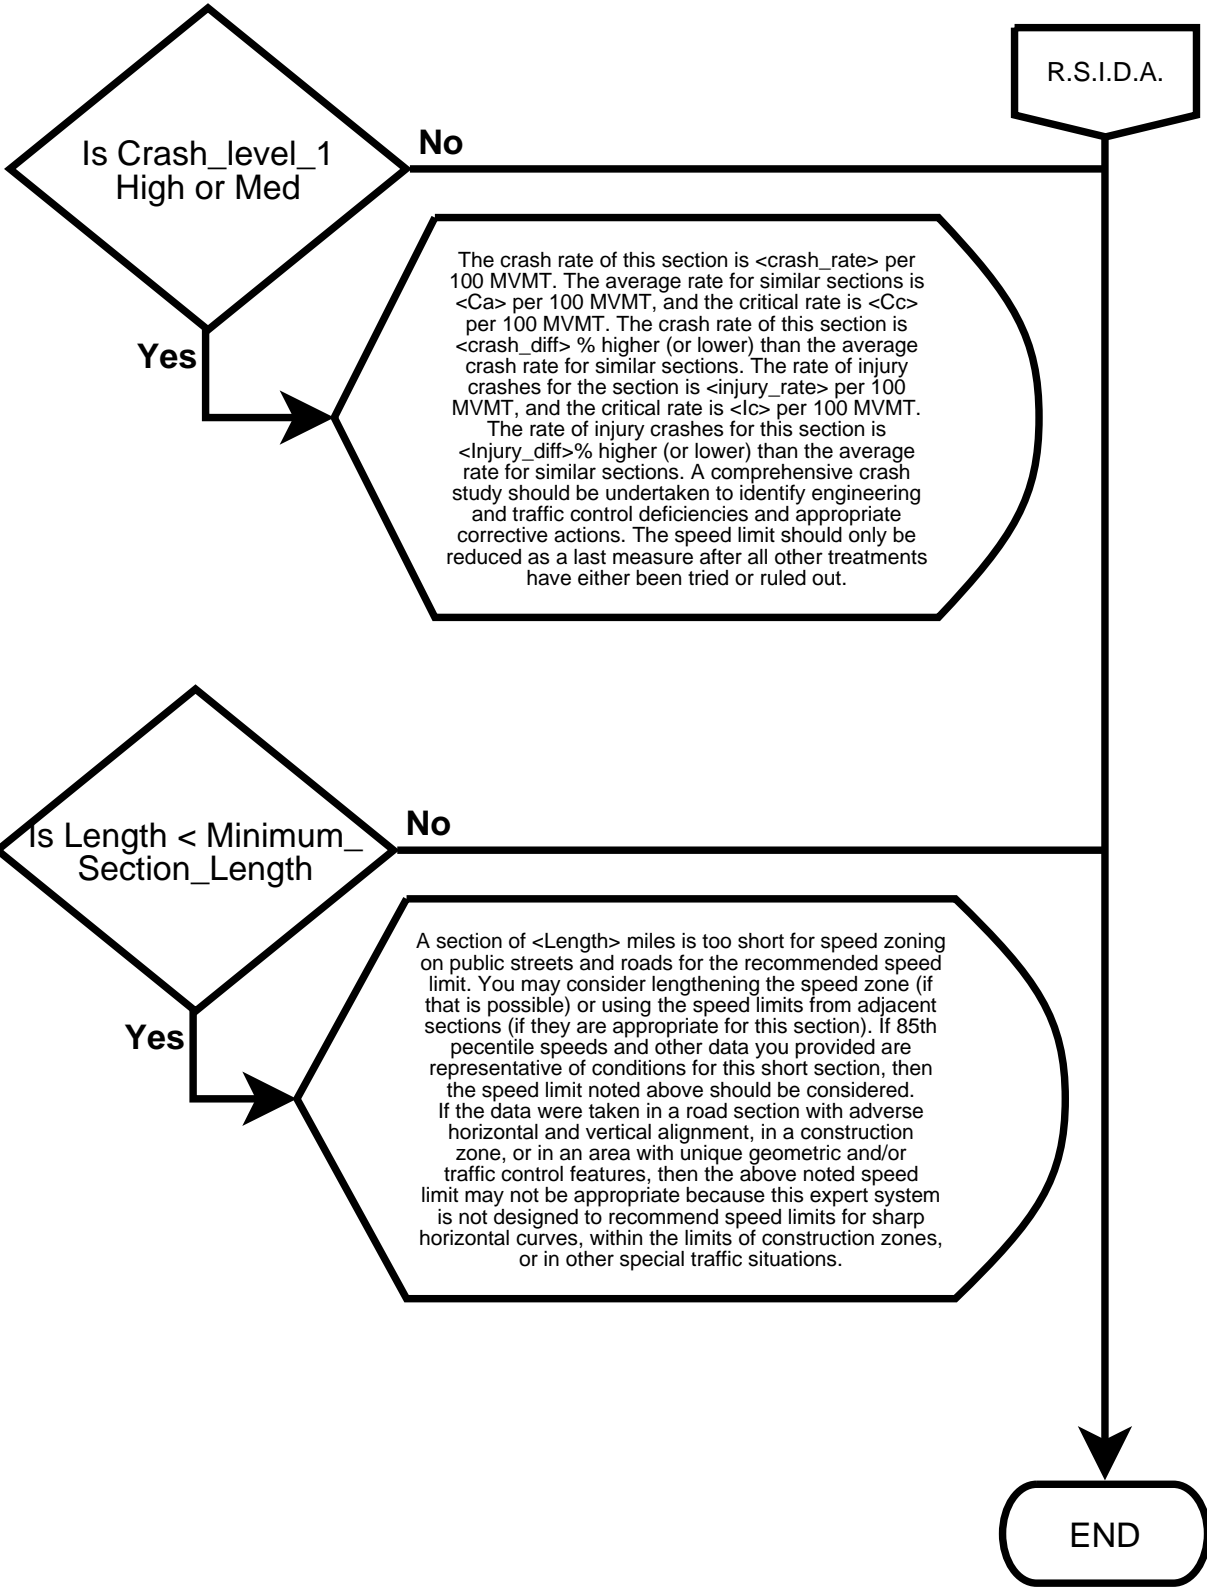 R.S.I.D.A.
Is Crash_level_1
High or Med
No
Yes
The crash rate of this section is <crash_rate> per
100 MVMT. The average rate for similar sections is
<Ca> per 100 MVMT, and the critical rate is <Cc>
per 100 MVMT. The crash rate of this section is
<crash_diff> % higher (or lower) than the average
crash rate for similar sections. The rate of injury
crashes for the section is <injury_rate> per 100
MVMT, and the critical rate is <Ic> per 100 MVMT.
The rate of injury crashes for this section is
<Injury_diff>% higher (or lower) than the average
rate for similar sections. A comprehensive crash
study should be undertaken to identify engineering
and traffic control deficiencies and appropriate
corrective actions. The speed limit should only be
reduced as a last measure after all other treatments
have either been tried or ruled out.
Is Length < Minimum_
Section_Length
No
Yes
A section of <Length> miles is too short for speed zoning
on public streets and roads for the recommended speed
limit. You may consider lengthening the speed zone (if
that is possible) or using the speed limits from adjacent
sections (if they are appropriate for this section). If 85th
pecentile speeds and other data you provided are
representative of conditions for this short section, then
the speed limit noted above should be considered.
If the data were taken in a road section with adverse
horizontal and vertical alignment, in a construction
zone, or in an area with unique geometric and/or
traffic control features, then the above noted speed
limit may not be appropriate because this expert system
is not designed to recommend speed limits for sharp
horizontal curves, within the limits of construction zones,
or in other special traffic situations.
END